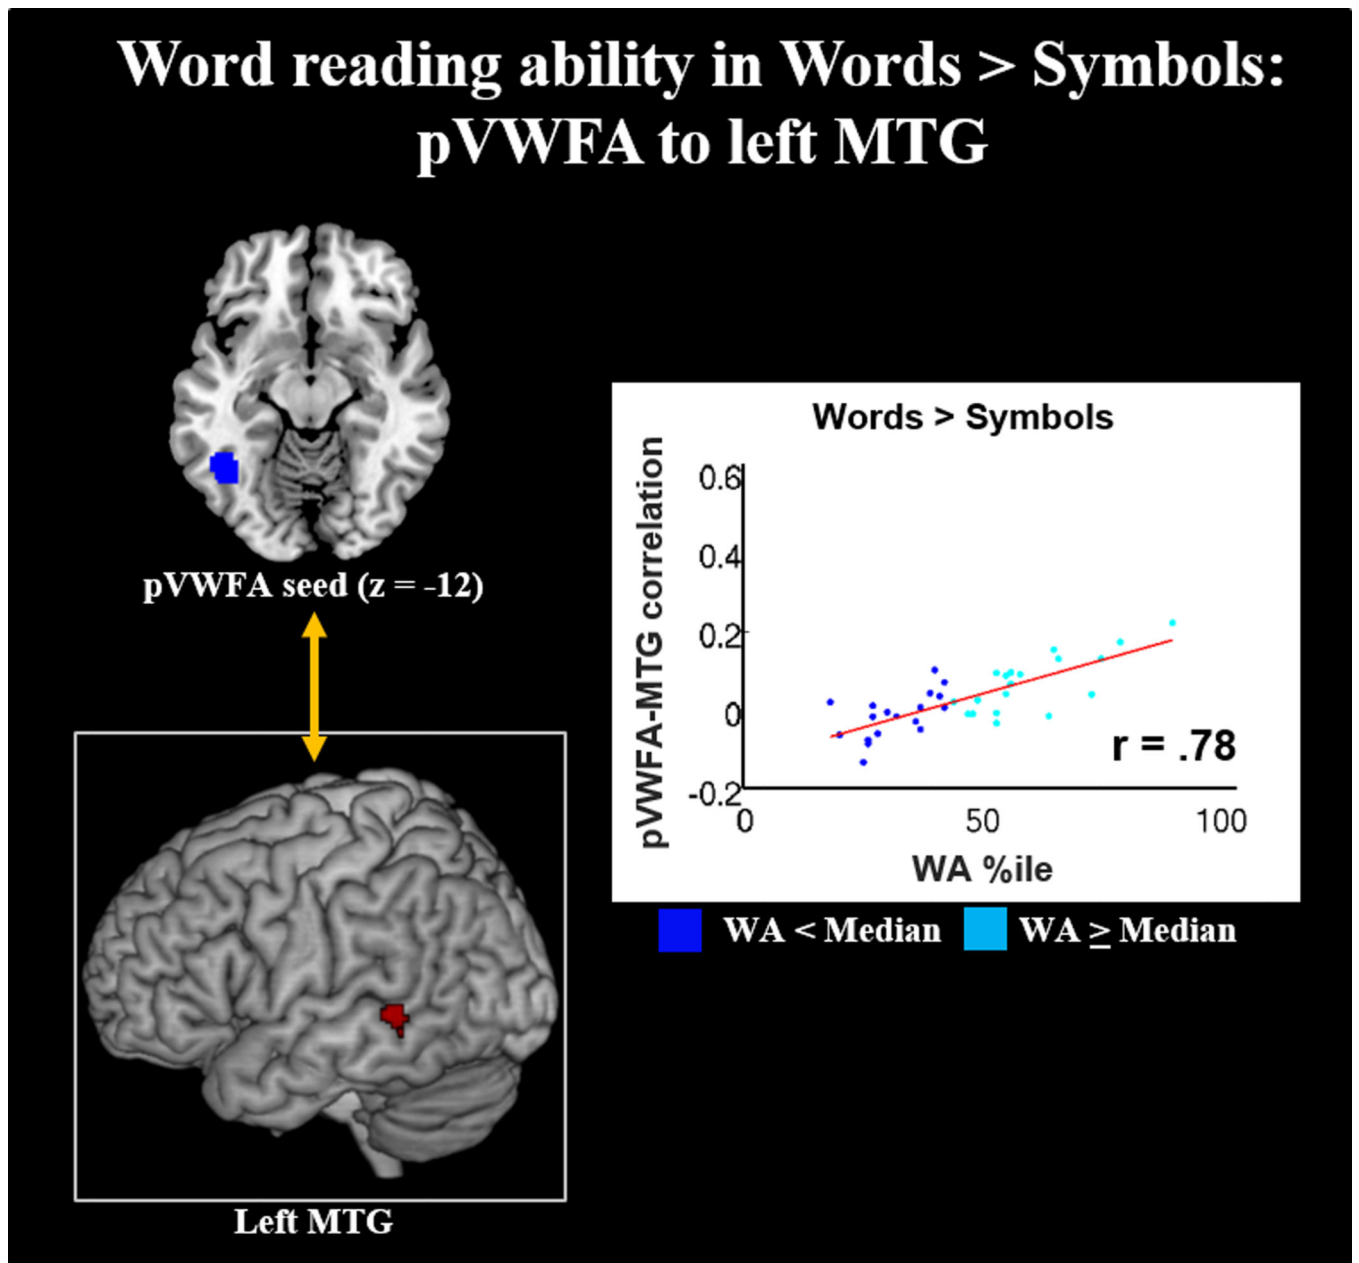 Word reading ability in Words > Symbols:
pVWFA to left MTG
pVWFA seed (z = -12)
Left MTG
Words > Symbols
pVWFA-MTG correlation
0.6
0.4
0.2
0
-0.2
0
50
100
r = .78
WA %ile
WA < Median
WA ≥ Median